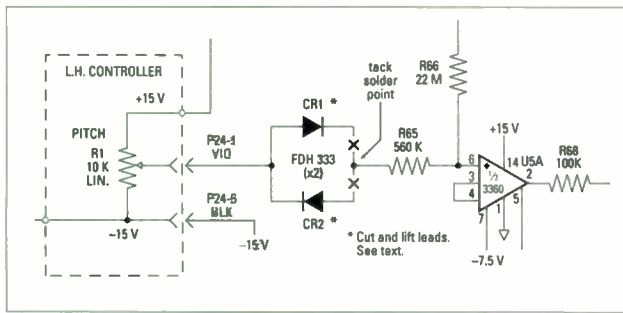 L.H. CONTROLLER
+15 V
PITCH
R1
10 K
LIN.
-15 V
P24-1
VIO
P24-6
BLK
-15V
CR1 *
FDH 333
(x2)
CR2 *
tack
solder
point
* Cut and lift leads.
See text.
R65
560 K
R66
22 M
+15 V
6
3
4
7
1
5
14
2
U5A
½
3360
-7.5 V
R68
100K